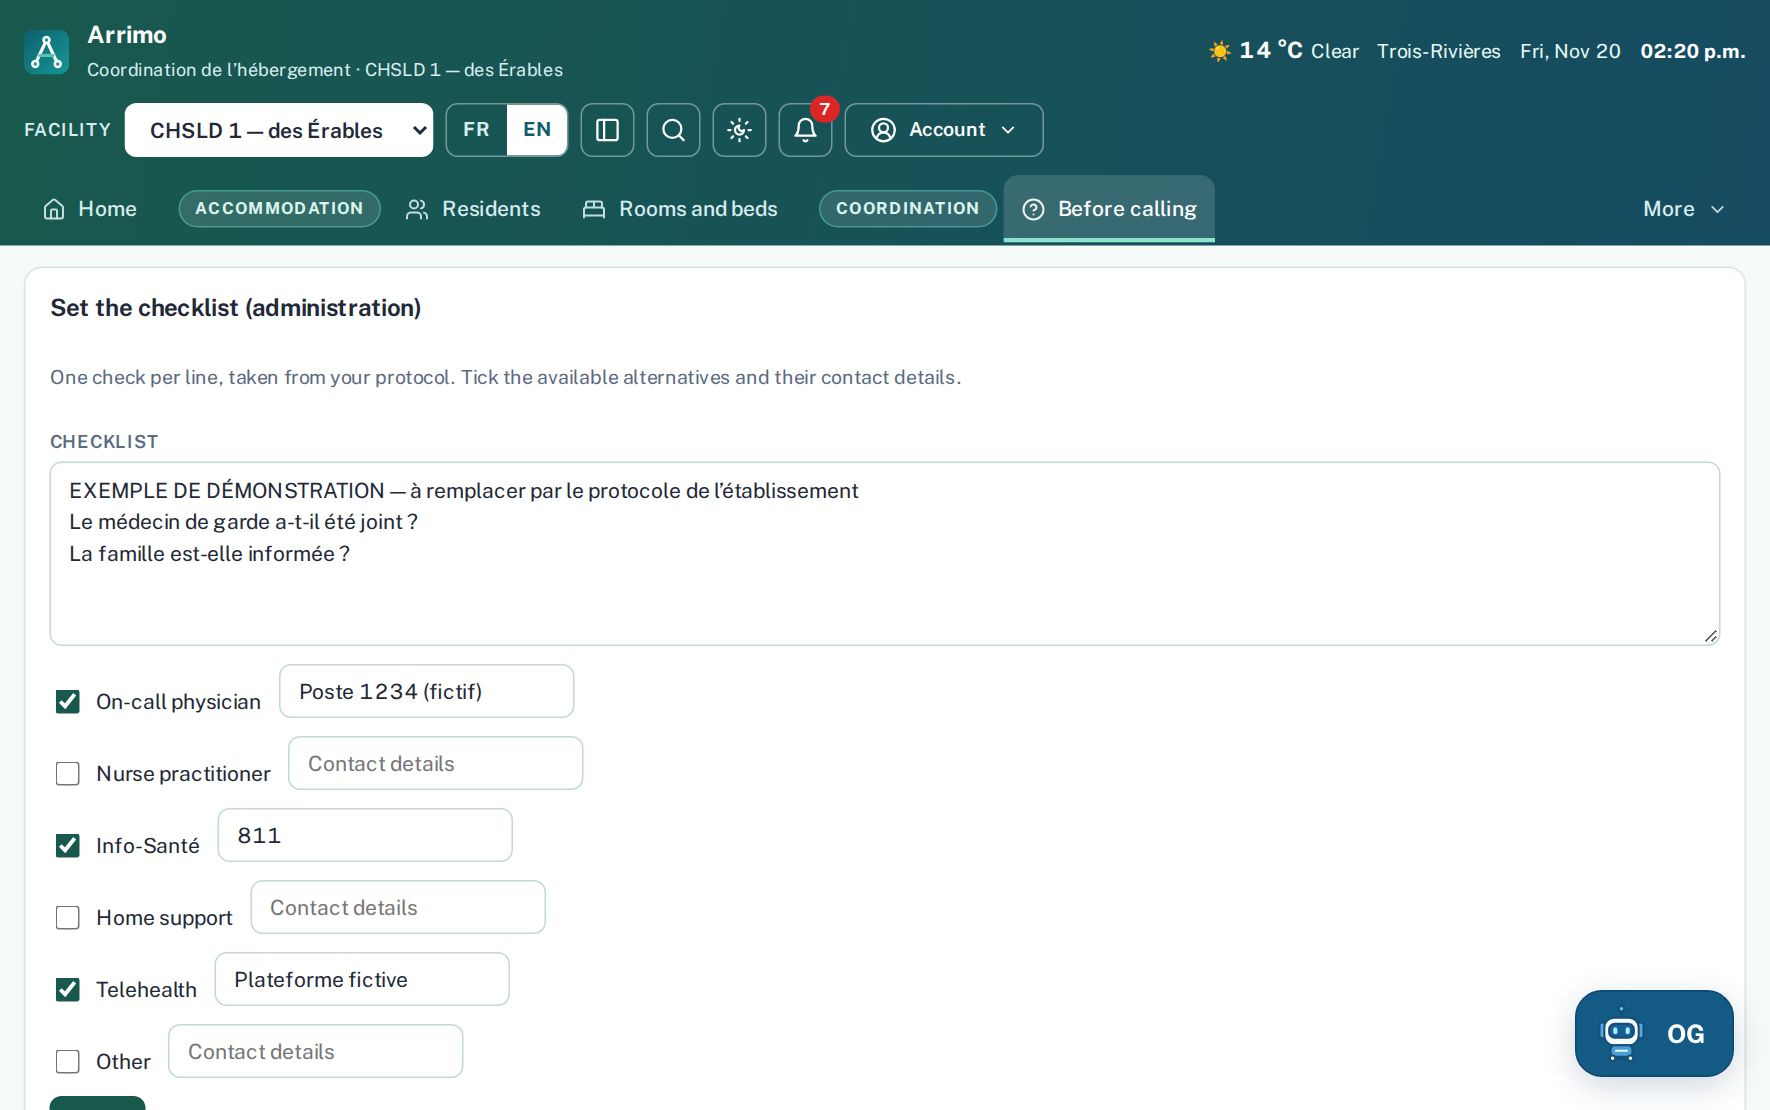 Arrimo
Coordination de l'hébergement · CHSLD 1 — des Érables
14 °C Clear Trois-Rivières Fri, Nov 20 02:20 p.m.
FACILITY CHSLD 1 — des Érables FR EN 7 Account
Home ACCOMMODATION Residents Rooms and beds COORDINATION Before calling More
Set the checklist (administration)
One check per line, taken from your protocol. Tick the available alternatives and their contact details.
CHECKLIST
EXEMPLE DE DÉMONSTRATION — à remplacer par le protocole de l'établissement
Le médecin de garde a-t-il été joint ?
La famille est-elle informée ?
On-call physician Poste 1234 (fictif)
Nurse practitioner Contact details
Info-Santé 811
Home support Contact details
Telehealth Plateforme fictive
OG
Other Contact details